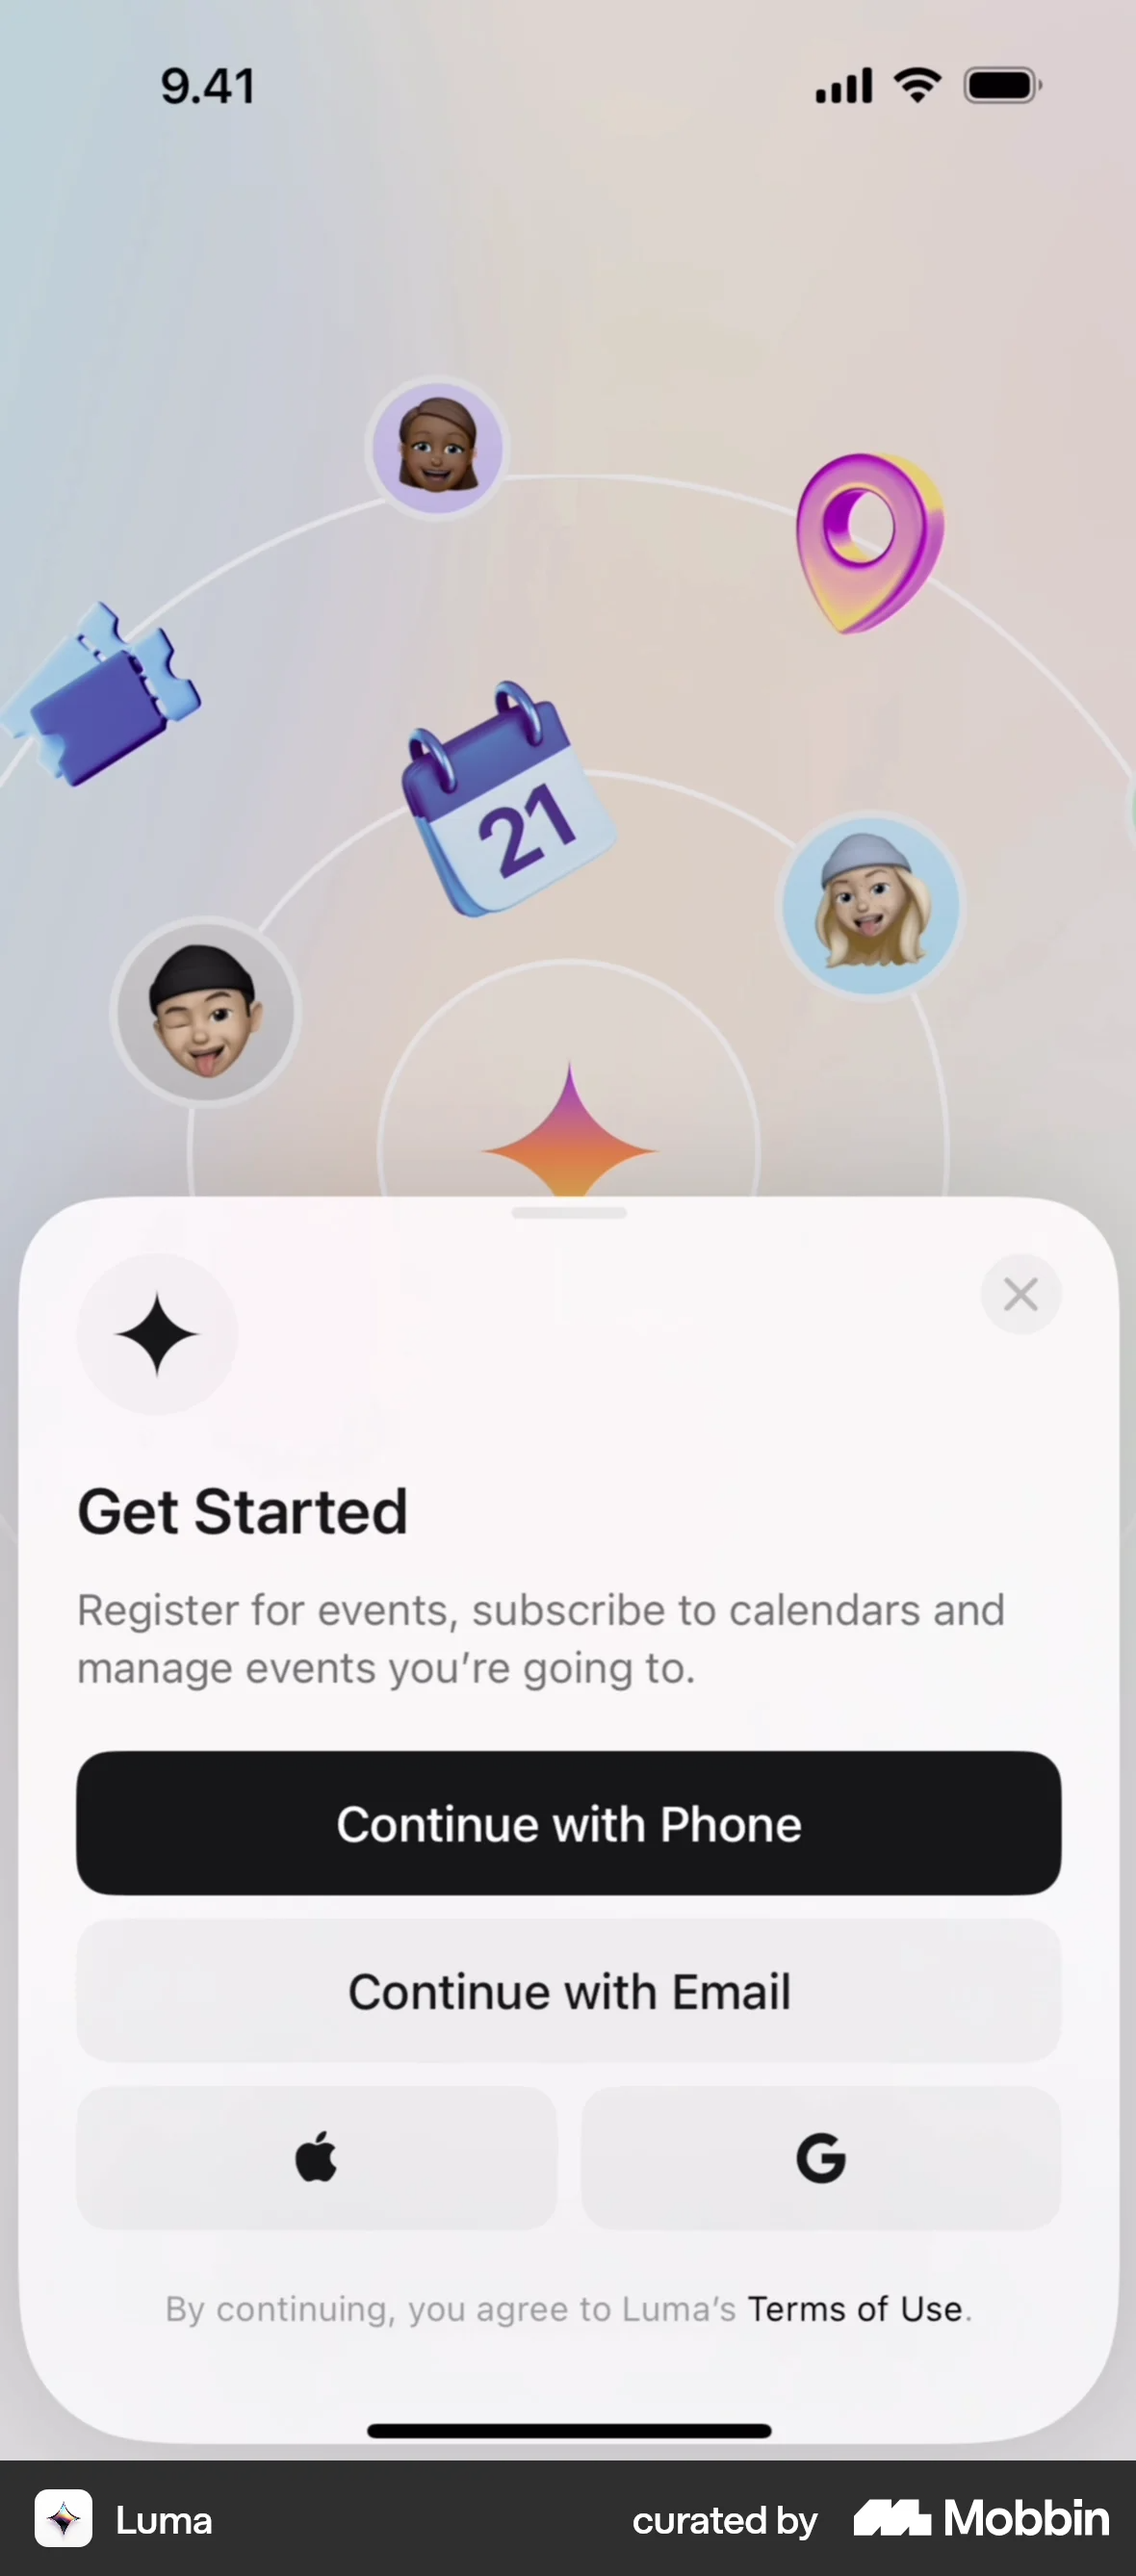 9.41
21
Get Started
Register for events, subscribe to calendars and
manage events you’re going to.
Continue with Phone
Continue with Email
G
By continuing, you agree to Luma’s Terms of Use.
Luma
curated by Mobbin